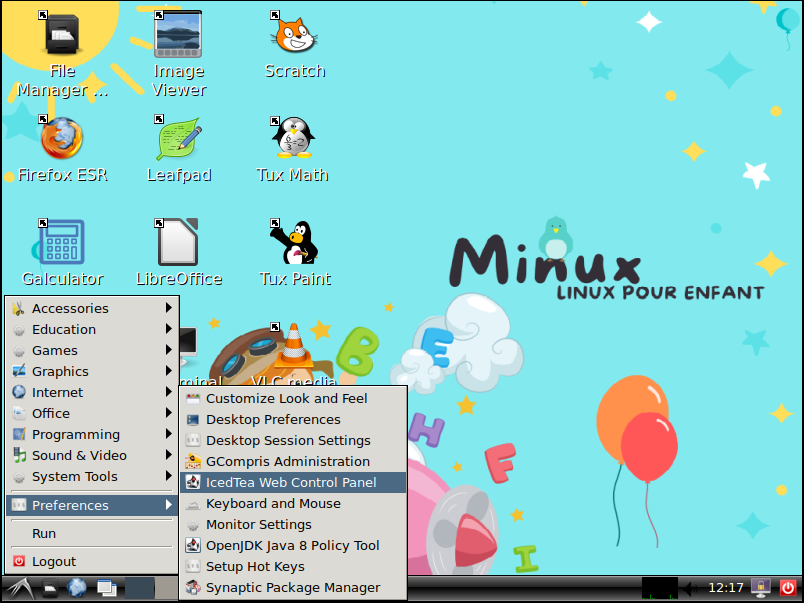 File
Manager ...
Image
Viewer
Scratch
Firefox ESR
Leafpad
Tux Math
Galculator
LibreOffice
Tux Paint
Minux
LINUX POUR ENFANT
VLC media
B
E
H
F
I
Accessories
Education
Games
Graphics
Internet
Office
Programming
Sound & Video
System Tools
Preferences
Run
Logout
Customize Look and Feel
Desktop Preferences
Desktop Session Settings
GCompris Administration
IcedTea Web Control Panel
Keyboard and Mouse
Monitor Settings
OpenJDK Java 8 Policy Tool
Setup Hot Keys
Synaptic Package Manager
12:17